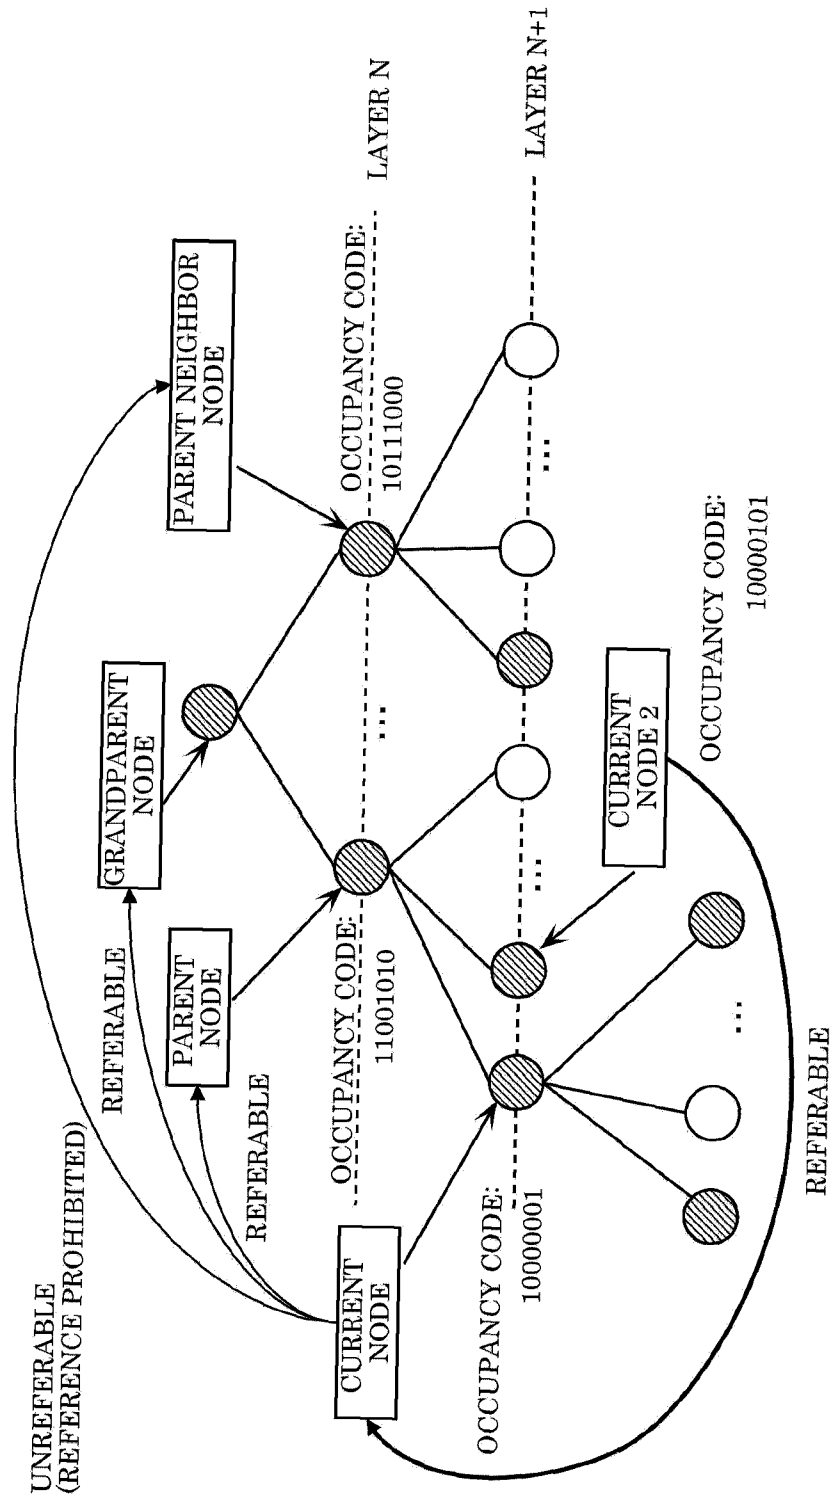 UNREFERABLE
(REFERENCE PROHIBITED)
REFERABLE
GRANDPARENT
NODE
PARENT NEIGHBOR
NODE
PARENT
NODE
REFERABLE
CURRENT
NODE
OCCUPANCY CODE:
11001010
...
OCCUPANCY CODE:
10111000
LAYER N
OCCUPANCY CODE:
10000001
...
...
LAYER N+1
CURRENT
NODE 2
...
OCCUPANCY CODE:
10000101
REFERABLE